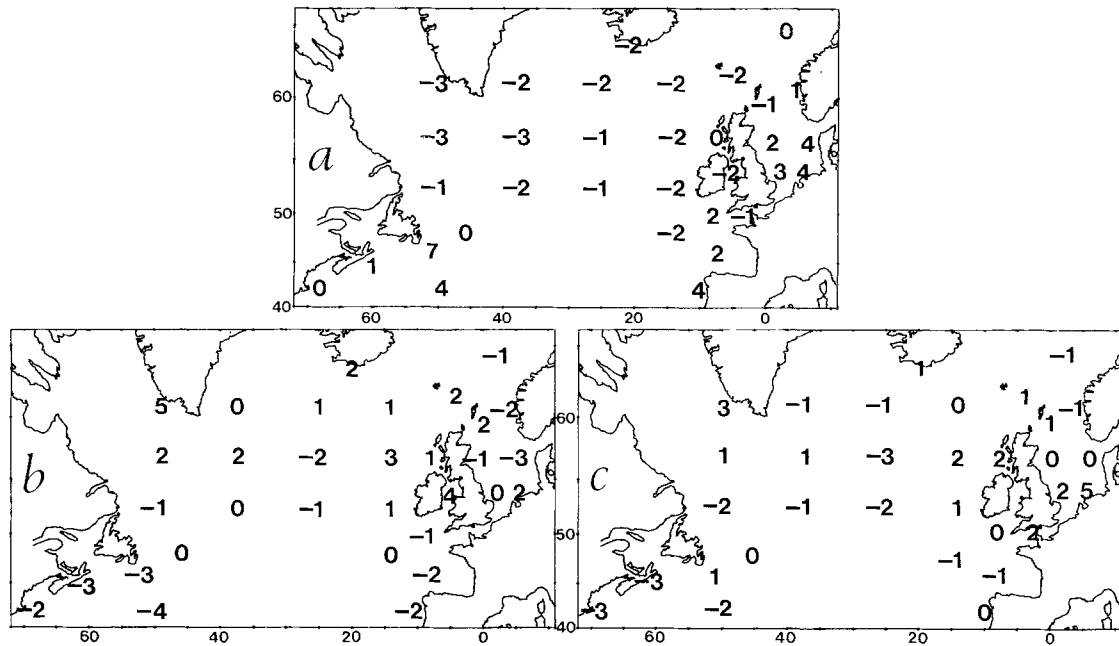 0
-2
-3 -2 -2 -2 -2 1
60 -1
-3 -3 -1 -2 0 2 4
a -2 3 4
-1 -2 -1 -2
50 2 -1
0 7 -2 2
1
0 4 4
40
60 40 20 0
2 -1
5 0 1 1 2 -2
2
2 2 -2 3 1 -1 -3
b 4 0 2
-1 0 -1 1
-1
0 0
-3 -3 -2
-2 -4 -2
60 40 20 0
1 -1
3 -1 -1 0 1 -1
60 1
1 1 -3 2 2 0 0
c 2 5
-2 -1 -2 1
50 0 2
0 -1
-3 1 -1
-3 -2 0
40
60 40 20 0